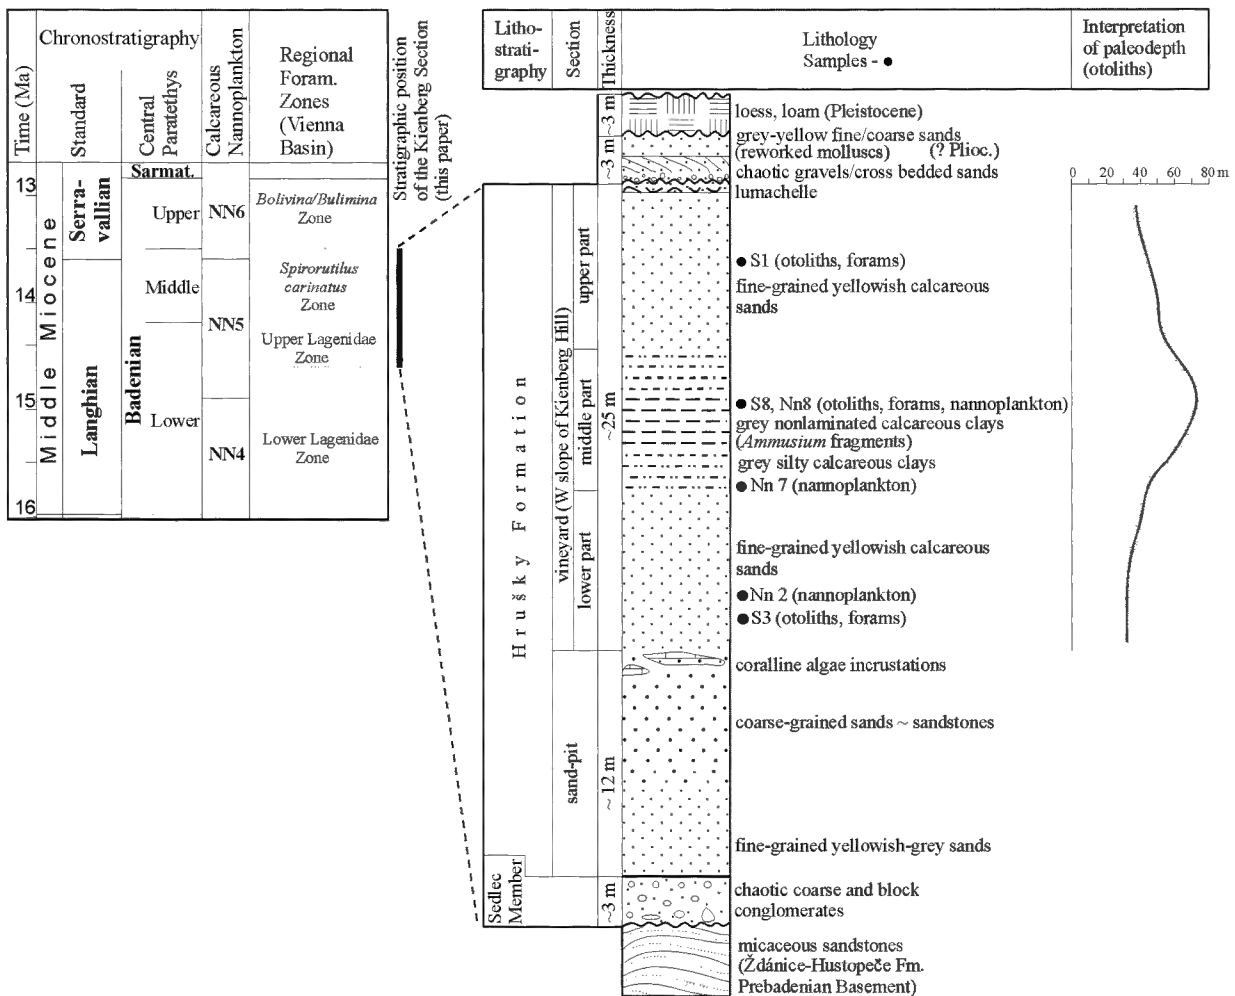 Chronostratigraphy
Time (Ma)
Standard
Central
Paratethys
Calcareous
Nannoplankton
Regional
Foram.
Zones
(Vienna
Basin)
Stratigraphic position
of the Kienberg Section
(this paper)
13
14
15
16
Middle Miocene
Serra-
vallian
Langhian
Badenian
Sarmat.
Upper
Middle
Lower
NN6
NN5
NN4
Bolivina/Bulimina
Zone
Spirorutilus
carinatus
Zone
Upper Lagenidae
Zone
Lower Lagenidae
Zone
Litho-
strati-
graphy
Section
Thickness
Lithology
Samples - ●
Interpretation
of paleodepth
(otoliths)
Hrušky Formation
Sedlec
Member
vineyard (W slope of Kienberg Hill)
upper part
middle part
lower part
sand-pit
~3 m
~3 m
~25 m
~12 m
~3 m
loess, loam (Pleistocene)
grey-yellow fine/coarse sands
(reworked molluscs) (? Plioc.)
chaotic gravels/cross bedded sands
lumachelle
● S1 (otoliths, forams)
fine-grained yellowish calcareous
sands
● S8, Nn8 (otoliths, forams, nannoplankton)
grey nonlaminated calcareous clays
(Ammusium fragments)
grey silty calcareous clays
● Nn 7 (nannoplankton)
fine-grained yellowish calcareous
sands
● Nn 2 (nannoplankton)
● S3 (otoliths, forams)
coralline algae incrustations
coarse-grained sands ~ sandstones
fine-grained yellowish-grey sands
chaotic coarse and block
conglomerates
micaceous sandstones
(Ždánice-Hustopeče Fm.
Prebadenian Basement)
0 20 40 60 80 m